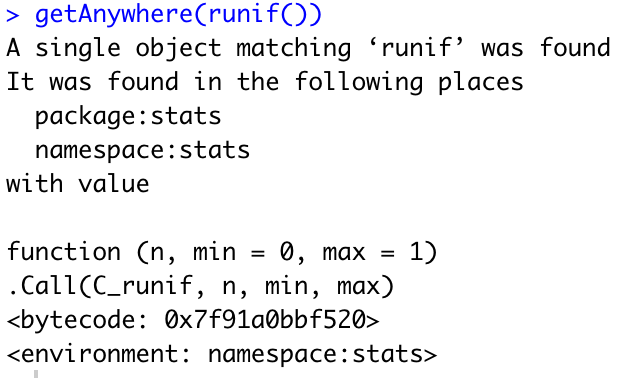 > getAnywhere(runif())
A single object matching ‘runif’ was found
It was found in the following places
  package:stats
  namespace:stats
with value

function (n, min = 0, max = 1)
.Call(C_runif, n, min, max)
<bytecode: 0x7f91a0bbf520>
<environment: namespace:stats>